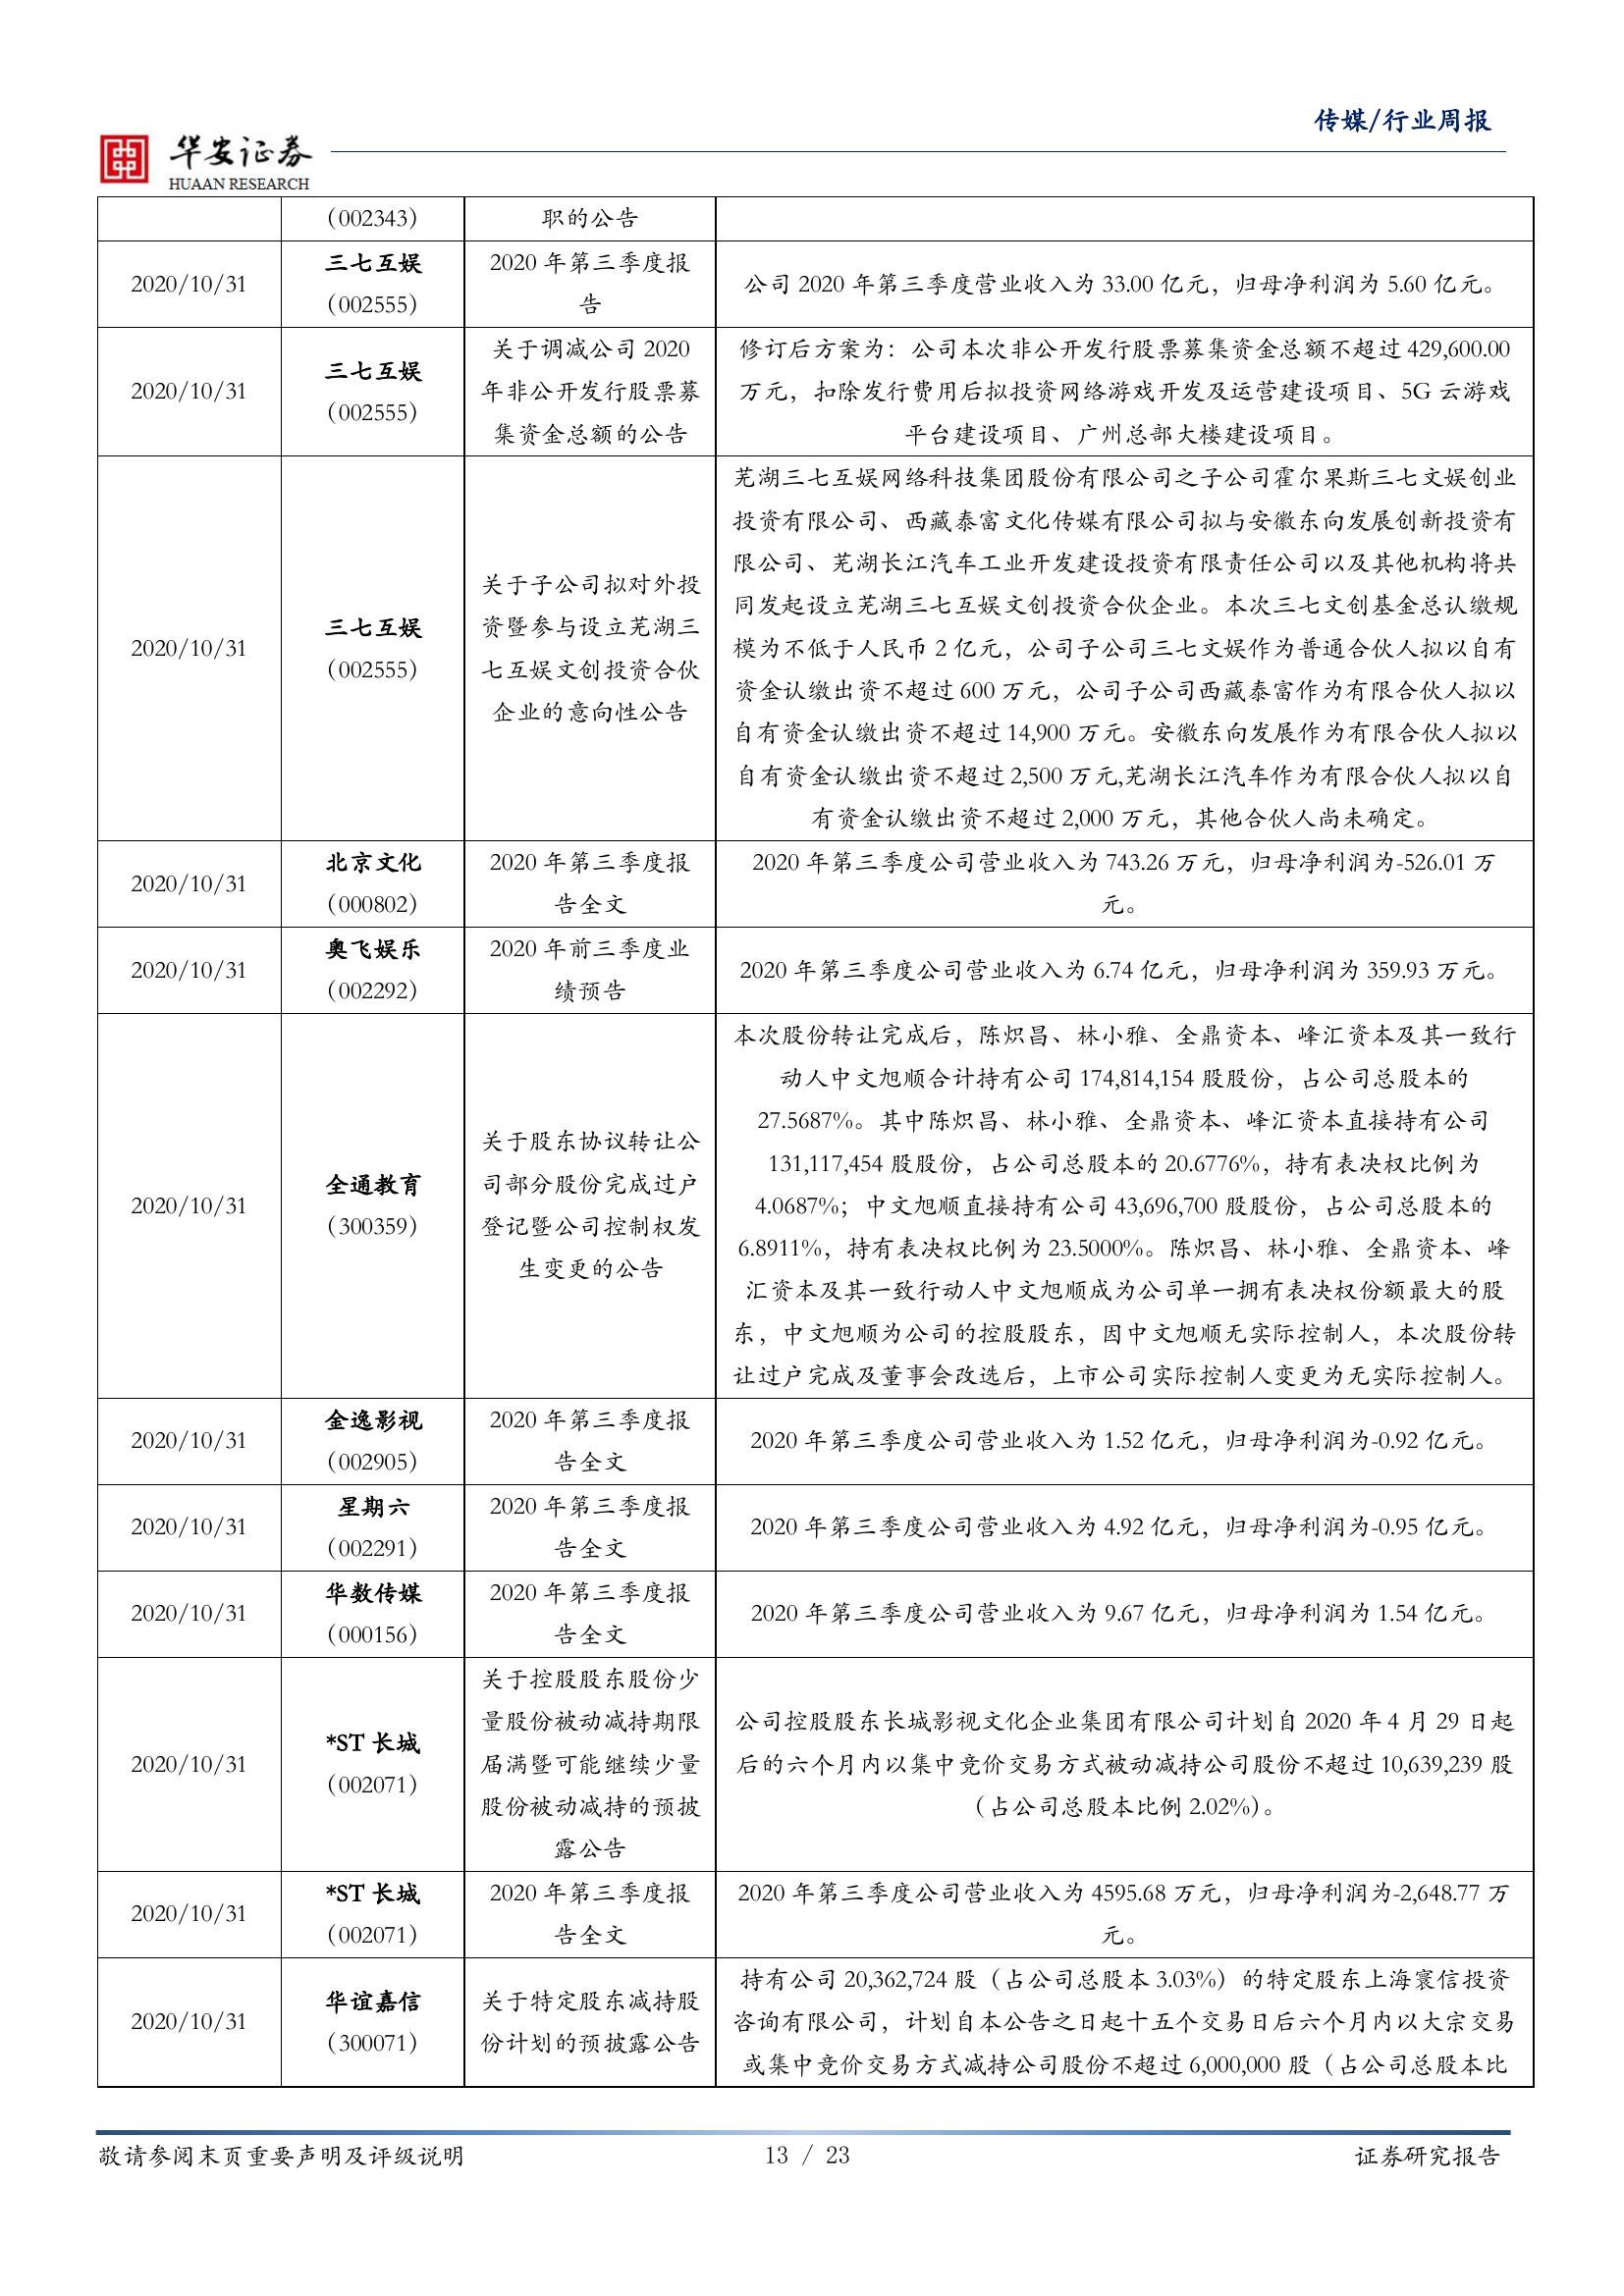 传媒/行业周报
华安证券
HUAAN RESEARCH
（002343）
职的公告
2020/10/31
三七互娱
（002555）
2020 年第三季度报
告
公司 2020 年第三季度营业收入为 33.00 亿元，归母净利润为 5.60 亿元。
2020/10/31
三七互娱
（002555）
关于调减公司 2020
年非公开发行股票募
集资金总额的公告
修订后方案为：公司本次非公开发行股票募集资金总额不超过 429,600.00
万元，扣除发行费用后拟投资网络游戏开发及运营建设项目、5G 云游戏
平台建设项目、广州总部大楼建设项目。
2020/10/31
三七互娱
（002555）
关于子公司拟对外投
资暨参与设立芜湖三
七互娱文创投资合伙
企业的意向性公告
芜湖三七互娱网络科技集团股份有限公司之子公司霍尔果斯三七文娱创业
投资有限公司、西藏泰富文化传媒有限公司拟与安徽东向发展创新投资有
限公司、芜湖长江汽车工业开发建设投资有限责任公司以及其他机构将共
同发起设立芜湖三七互娱文创投资合伙企业。本次三七文创基金总认缴规
模为不低于人民币 2 亿元，公司子公司三七文娱作为普通合伙人拟以自有
资金认缴出资不超过 600 万元，公司子公司西藏泰富作为有限合伙人拟以
自有资金认缴出资不超过 14,900 万元。安徽东向发展作为有限合伙人拟以
自有资金认缴出资不超过 2,500 万元,芜湖长江汽车作为有限合伙人拟以自
有资金认缴出资不超过 2,000 万元，其他合伙人尚未确定。
2020/10/31
北京文化
（000802）
2020 年第三季度报
告全文
2020 年第三季度公司营业收入为 743.26 万元，归母净利润为-526.01 万
元。
2020/10/31
奥飞娱乐
（002292）
2020 年前三季度业
绩预告
2020 年第三季度公司营业收入为 6.74 亿元，归母净利润为 359.93 万元。
2020/10/31
全通教育
（300359）
关于股东协议转让公
司部分股份完成过户
登记暨公司控制权发
生变更的公告
本次股份转让完成后，陈炽昌、林小雅、全鼎资本、峰汇资本及其一致行
动人中文旭顺合计持有公司 174,814,154 股股份，占公司总股本的
27.5687%。其中陈炽昌、林小雅、全鼎资本、峰汇资本直接持有公司
131,117,454 股股份，占公司总股本的 20.6776%，持有表决权比例为
4.0687%；中文旭顺直接持有公司 43,696,700 股股份，占公司总股本的
6.8911%，持有表决权比例为 23.5000%。陈炽昌、林小雅、全鼎资本、峰
汇资本及其一致行动人中文旭顺成为公司单一拥有表决权份额最大的股
东，中文旭顺为公司的控股股东，因中文旭顺无实际控制人，本次股份转
让过户完成及董事会改选后，上市公司实际控制人变更为无实际控制人。
2020/10/31
金逸影视
（002905）
2020 年第三季度报
告全文
2020 年第三季度公司营业收入为 1.52 亿元，归母净利润为-0.92 亿元。
2020/10/31
星期六
（002291）
2020 年第三季度报
告全文
2020 年第三季度公司营业收入为 4.92 亿元，归母净利润为-0.95 亿元。
2020/10/31
华数传媒
（000156）
2020 年第三季度报
告全文
2020 年第三季度公司营业收入为 9.67 亿元，归母净利润为 1.54 亿元。
2020/10/31
*ST 长城
（002071）
关于控股股东股份少
量股份被动减持期限
届满暨可能继续少量
股份被动减持的预披
露公告
公司控股股东长城影视文化企业集团有限公司计划自 2020 年 4 月 29 日起
后的六个月内以集中竞价交易方式被动减持公司股份不超过 10,639,239 股
（占公司总股本比例 2.02%）。
2020/10/31
*ST 长城
（002071）
2020 年第三季度报
告全文
2020 年第三季度公司营业收入为 4595.68 万元，归母净利润为-2,648.77 万
元。
2020/10/31
华谊嘉信
（300071）
关于特定股东减持股
份计划的预披露公告
持有公司 20,362,724 股（占公司总股本 3.03%）的特定股东上海寰信投资
咨询有限公司，计划自本公告之日起十五个交易日后六个月内以大宗交易
或集中竞价交易方式减持公司股份不超过 6,000,000 股（占公司总股本比
敬请参阅末页重要声明及评级说明
13 / 23
证券研究报告